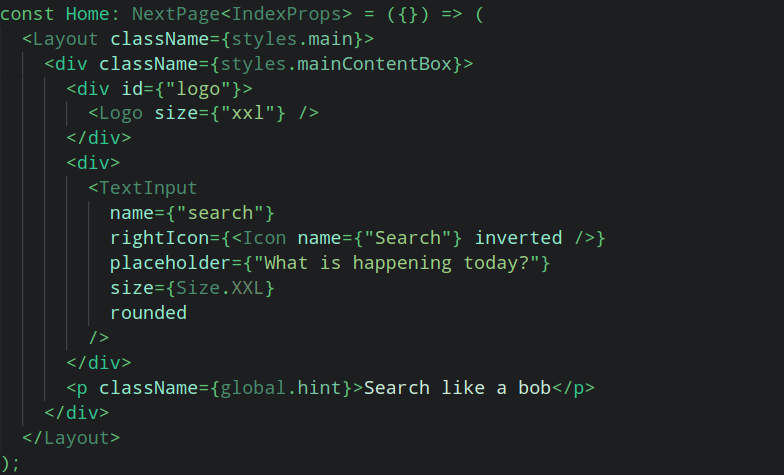 const Home: NextPage<IndexProps> = ({}) => (
  <Layout className={styles.main}>
    <div className={styles.mainContentBox}>
      <div id={"logo"}>
        <Logo size={"xxl"} />
      </div>
      <div>
        <TextInput
          name={"search"}
          rightIcon={<Icon name={"Search"} inverted />}
          placeholder={"What is happening today?"}
          size={Size.XXL}
          rounded
        />
      </div>
      <p className={global.hint}>Search like a bob</p>
    </div>
  </Layout>
);